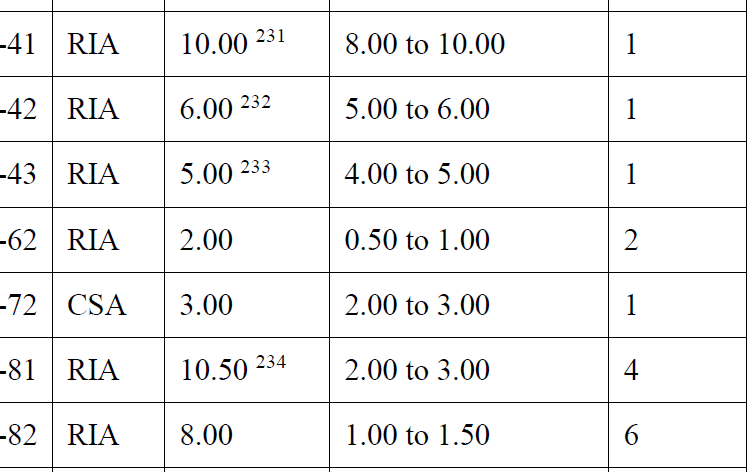 -41 RIA 10.00 231 8.00 to 10.00 1
-42 RIA 6.00 232 5.00 to 6.00 1
-43 RIA 5.00 233 4.00 to 5.00 1
-62 RIA 2.00 0.50 to 1.00 2
-72 CSA 3.00 2.00 to 3.00 1
-81 RIA 10.50 234 2.00 to 3.00 4
-82 RIA 8.00 1.00 to 1.50 6